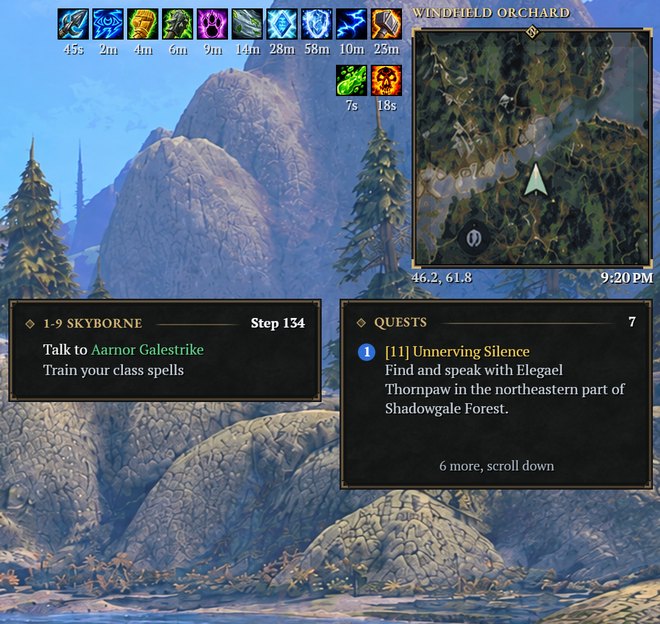 WINDFIELD ORCHARD
45s 2m 4m 6m 9m 14m 28m 58m 10m 23m
7s 18s
N
46.2, 61.8 9:20 PM
1-9 SKYBORNE Step 134
Talk to Aarnor Galestrike
Train your class spells
QUESTS 7
1 [11] Unnerving Silence
Find and speak with Elegael
Thornpaw in the northeastern part of
Shadowgale Forest.
6 more, scroll down